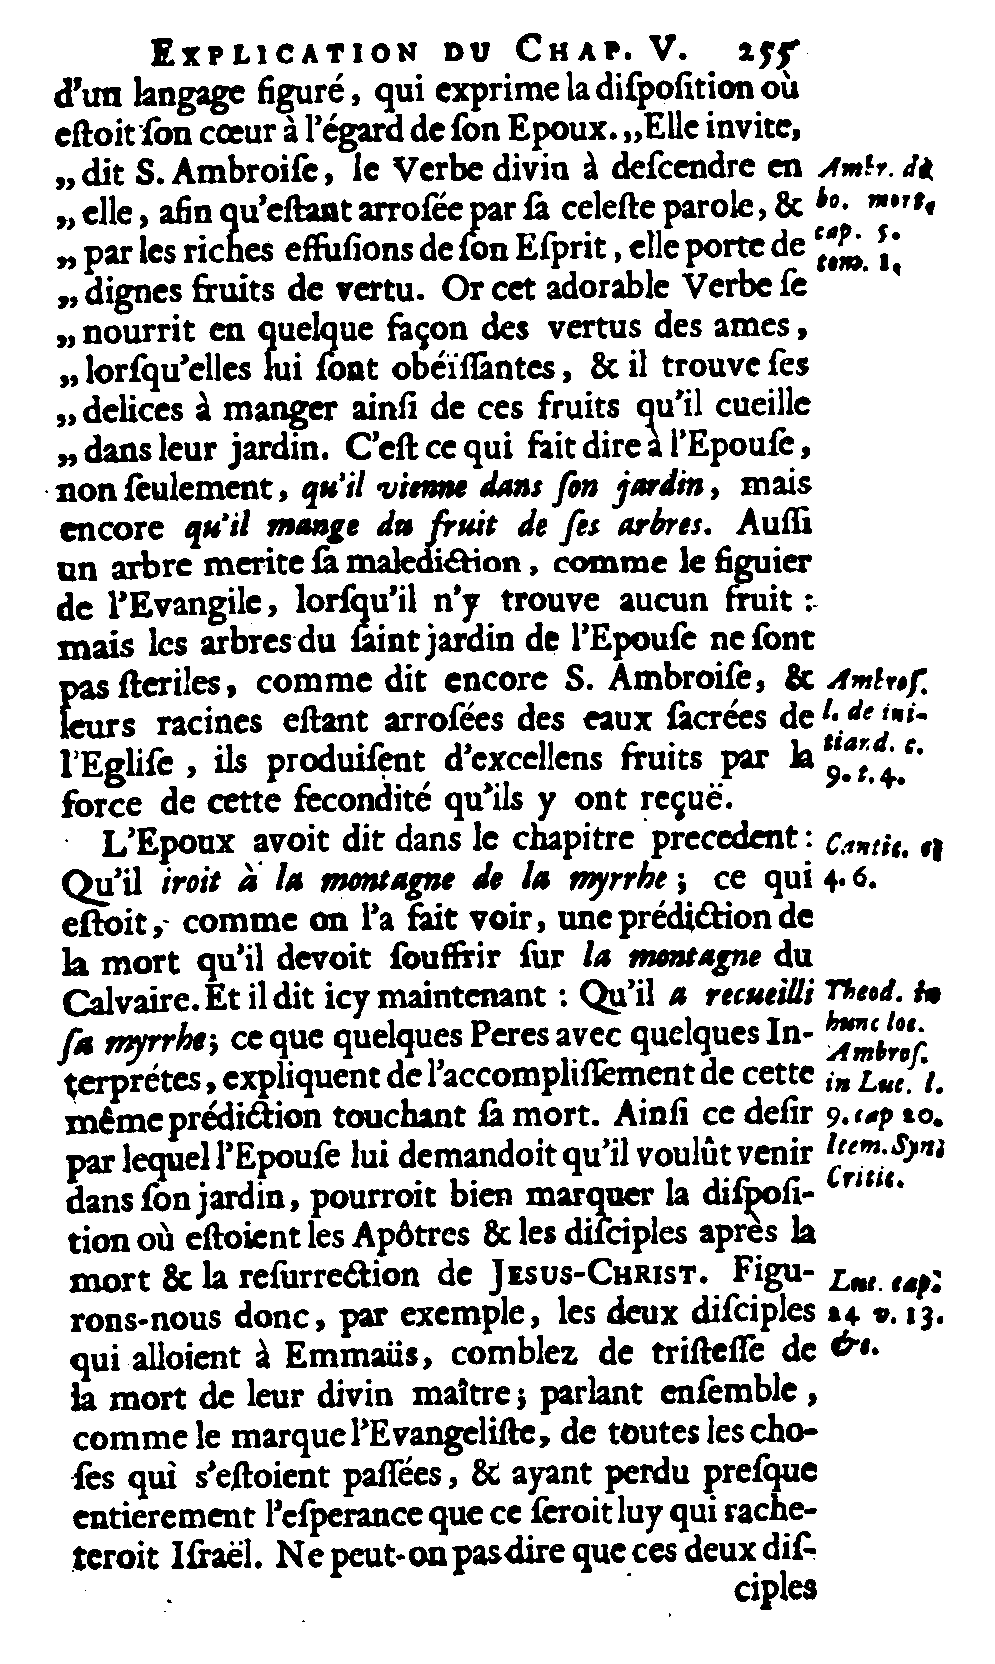 EXPLICATION DU CHAP. V. 255
d'un langage figuré, qui exprime la diſpoſition où
eſtoit ſon cœur à l'égard de ſon Epoux. „Elle invite,
„ dit S. Ambroiſe, le Verbe divin à deſcendre en
„ elle, afin qu'eſtant arroſée par ſa celeſte parole, &
„ par les riches effuſions de ſon Eſprit, elle porte de
„ dignes fruits de vertu. Or cet adorable Verbe ſe
„ nourrit en quelque façon des vertus des ames,
„ lorſqu'elles lui ſont obéïſſantes, & il trouve ſes
„ delices à manger ainſi de ces fruits qu'il cueille
„ dans leur jardin. C'eſt ce qui fait dire à l'Epouſe,
non ſeulement, qu'il vienne dans ſon jardin, mais
encore qu'il mange du fruit de ſes arbres. Auſſi
un arbre merite ſa malediction, comme le figuier
de l'Evangile, lorſqu'il n'y trouve aucun fruit :
mais les arbres du ſaint jardin de l'Epouſe ne ſont
pas ſteriles, comme dit encore S. Ambroiſe, &
leurs racines eſtant arroſées des eaux ſacrées de
l'Egliſe, ils produiſent d'excellens fruits par la
force de cette fecondité qu'ils y ont reçuë.
L'Epoux avoit dit dans le chapitre precedent :
Qu'il iroit à la montagne de la myrrhe ; ce qui
eſtoit, comme on l'a fait voir, une prédiction de
la mort qu'il devoit ſouffrir ſur la montagne du
Calvaire. Et il dit icy maintenant : Qu'il a recueilli
ſa myrrhe ; ce que quelques Peres avec quelques In-
terprétes, expliquent de l'accompliſſement de cette
même prédiction touchant ſa mort. Ainſi ce deſir
par lequel l'Epouſe lui demandoit qu'il voulût venir
dans ſon jardin, pourroit bien marquer la diſpoſi-
tion où eſtoient les Apôtres & les diſciples après la
mort & la reſurrection de JESUS-CHRIST. Figu-
rons-nous donc, par exemple, les deux diſciples
qui alloient à Emmaüs, comblez de triſteſſe de
la mort de leur divin maître ; parlant enſemble,
comme le marque l'Evangeliſte, de toutes les cho-
ſes qui s'eſtoient paſſées, & ayant perdu preſque
entierement l'eſperance que ce ſeroit luy qui rache-
teroit Iſraël. Ne peut-on pas dire que ces deux diſ-
ciples
Ambr. de
bo. mort.
cap. 5.
tom. 1.
Ambroſ.
l. de ini-
tiand. c.
9. t. 4.
Cantic.
4. 6.
Theod. in
hunc loc.
Ambroſ.
in Luc. l.
9. cap 20.
Item. Syn.
Critic.
Luc. cap.
24 v. 13.
&c.